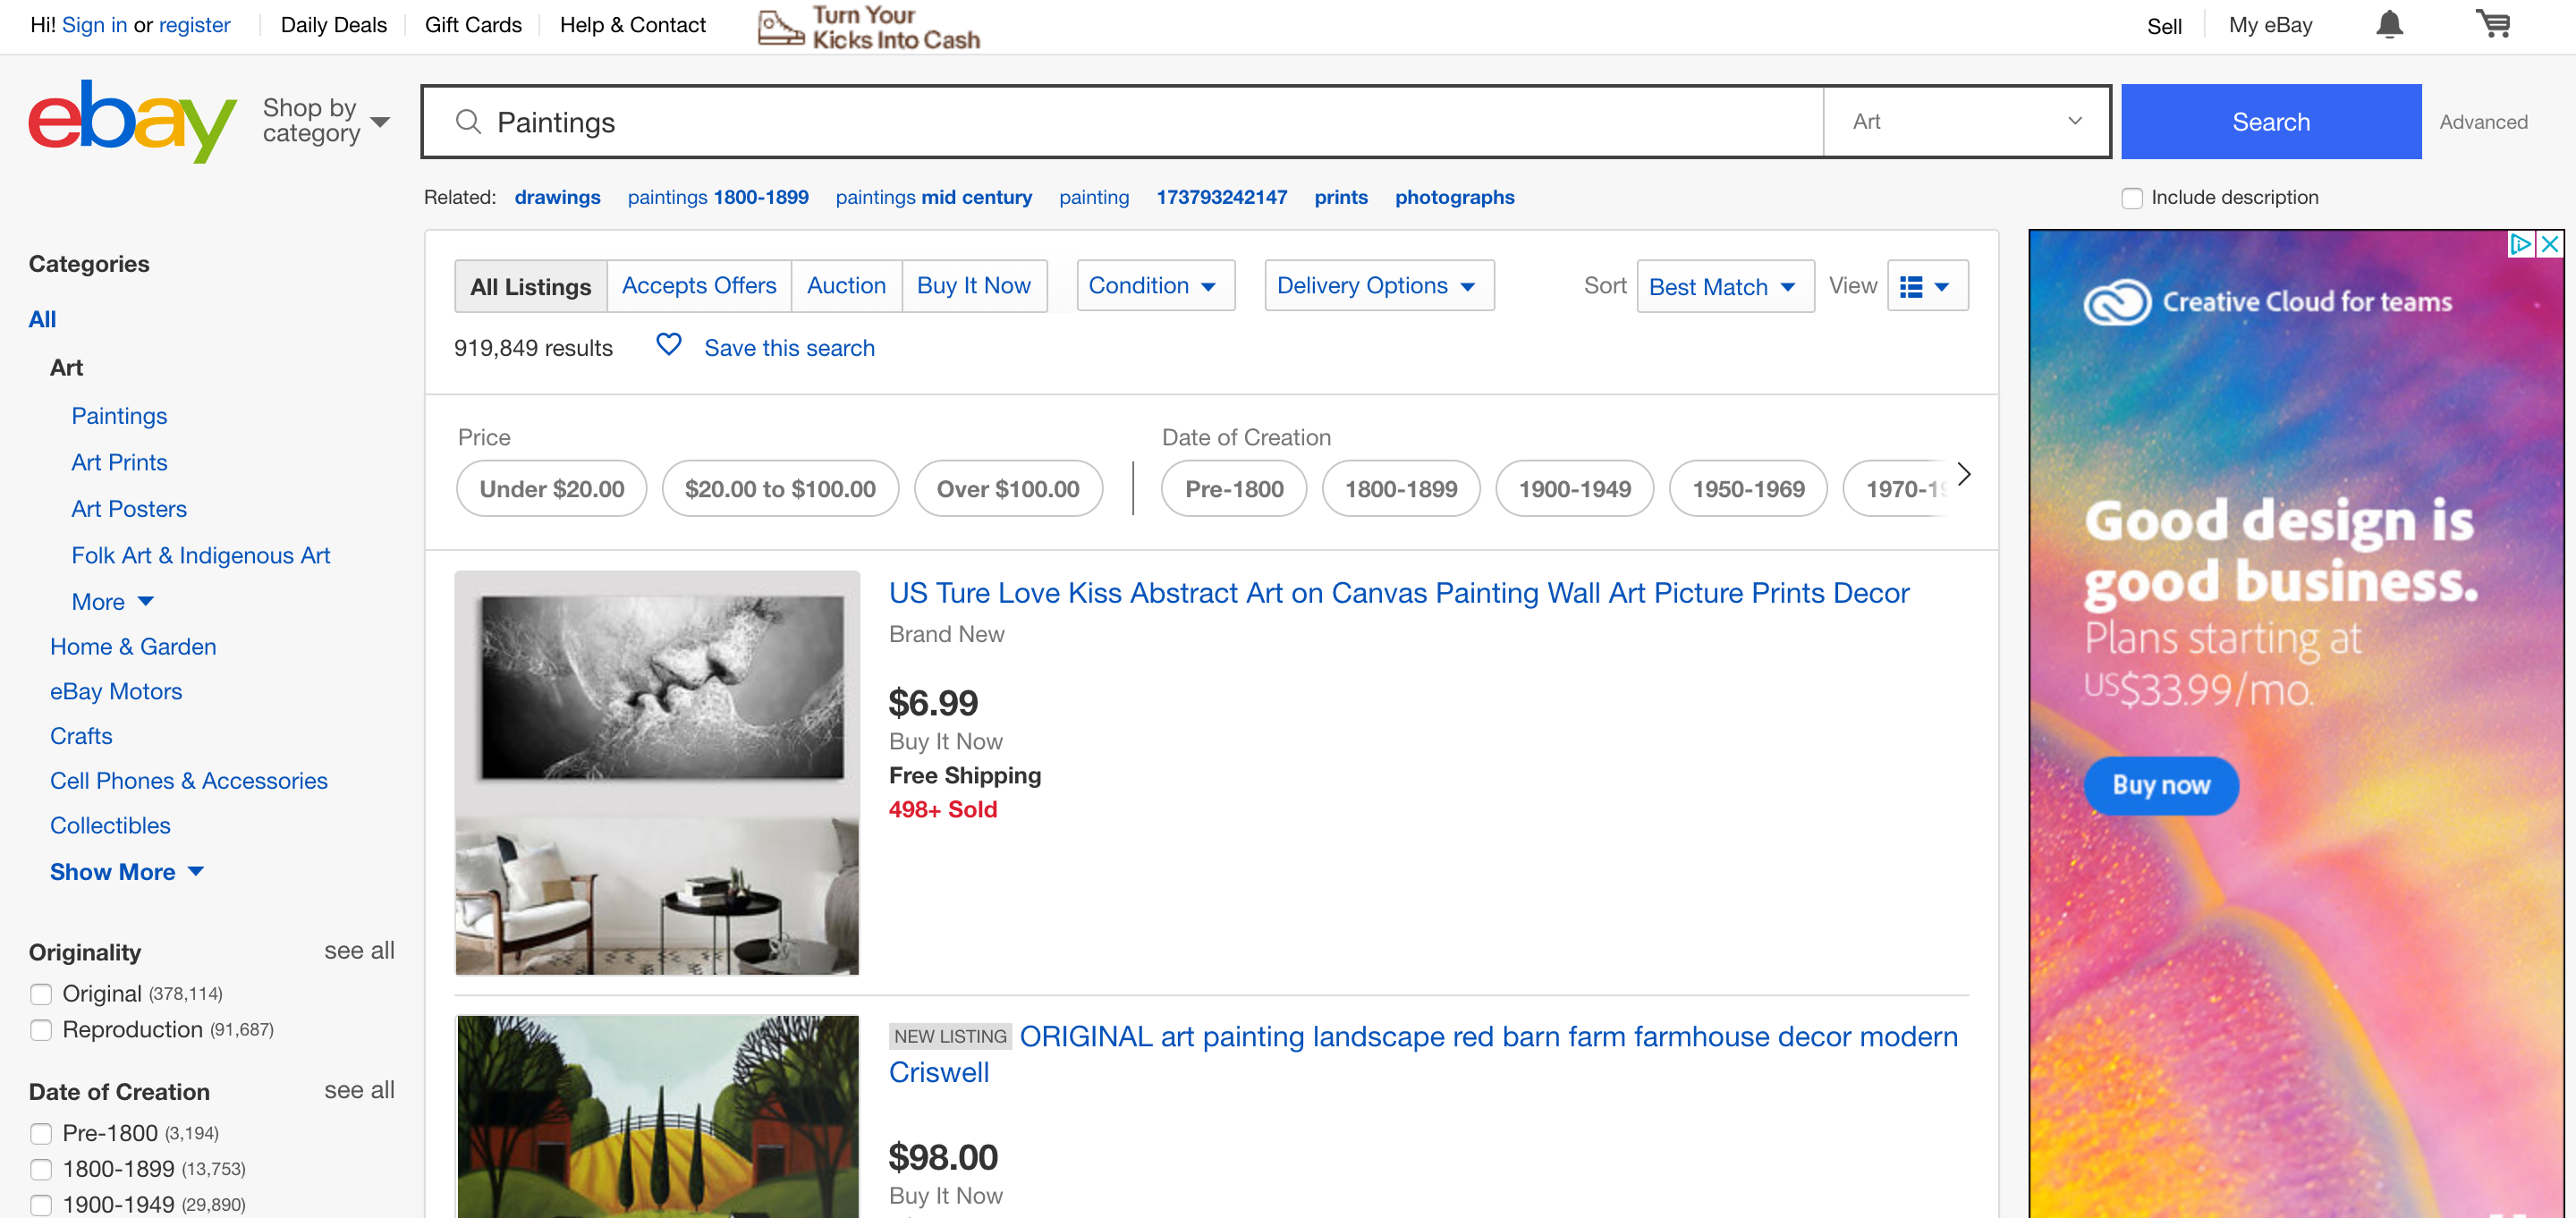 Hi! Sign in or register
Daily Deals
Gift Cards
Help & Contact
Turn Your
Kicks Into Cash
Sell
My eBay
ebay
Shop by
category
Paintings
Art
Search
Advanced
Related: drawings paintings 1800-1899 paintings mid century painting 173793242147 prints photographs
Include description
Categories
All
Art
Paintings
Art Prints
Art Posters
Folk Art & Indigenous Art
More
Home & Garden
eBay Motors
Crafts
Cell Phones & Accessories
Collectibles
Show More
Originality see all
Original (378,114)
Reproduction (91,687)
Date of Creation see all
Pre-1800 (3,194)
1800-1899 (13,753)
1900-1949 (29,890)
All Listings Accepts Offers Auction Buy It Now Condition Delivery Options Sort Best Match View
919,849 results Save this search
Price
Under $20.00 $20.00 to $100.00 Over $100.00
Date of Creation
Pre-1800 1800-1899 1900-1949 1950-1969 1970-19
US Ture Love Kiss Abstract Art on Canvas Painting Wall Art Picture Prints Decor
Brand New
$6.99
Buy It Now
Free Shipping
498+ Sold
NEW LISTING ORIGINAL art painting landscape red barn farm farmhouse decor modern
Criswell
$98.00
Buy It Now
Creative Cloud for teams
Good design is
good business.
Plans starting at
US$33.99/mo.
Buy now